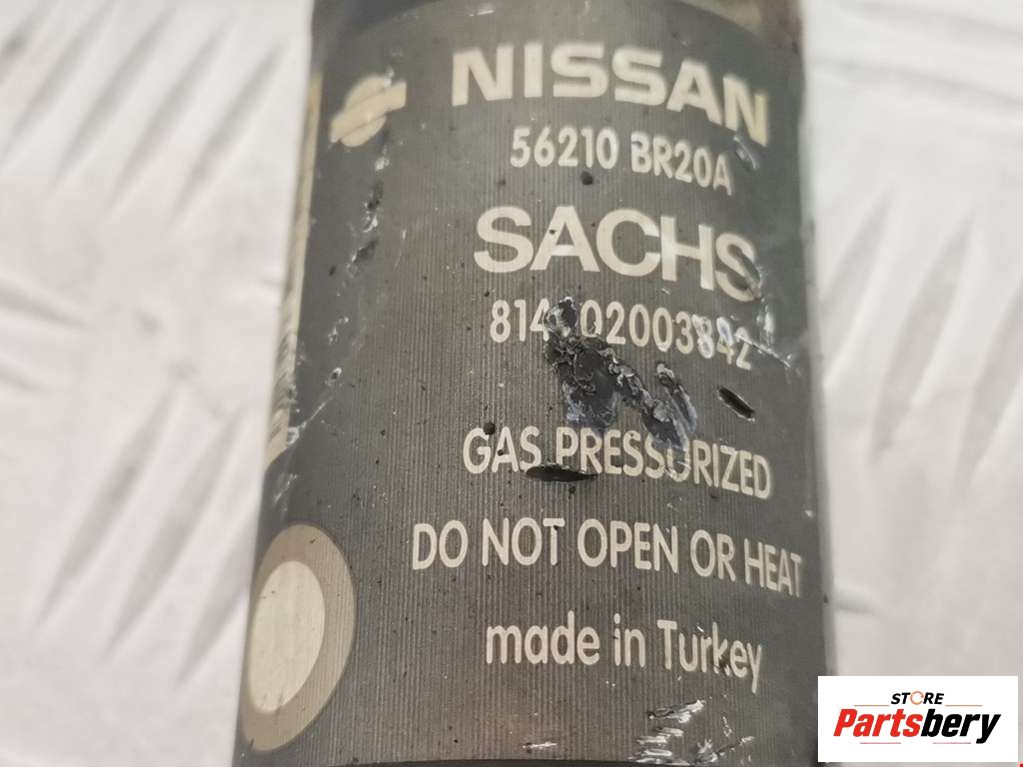 NISSAN
56210 BR20A
SACHS
GAS PRESSURIZED
DO NOT OPEN OR HEAT
made in Turkey
STORE
Partsbery